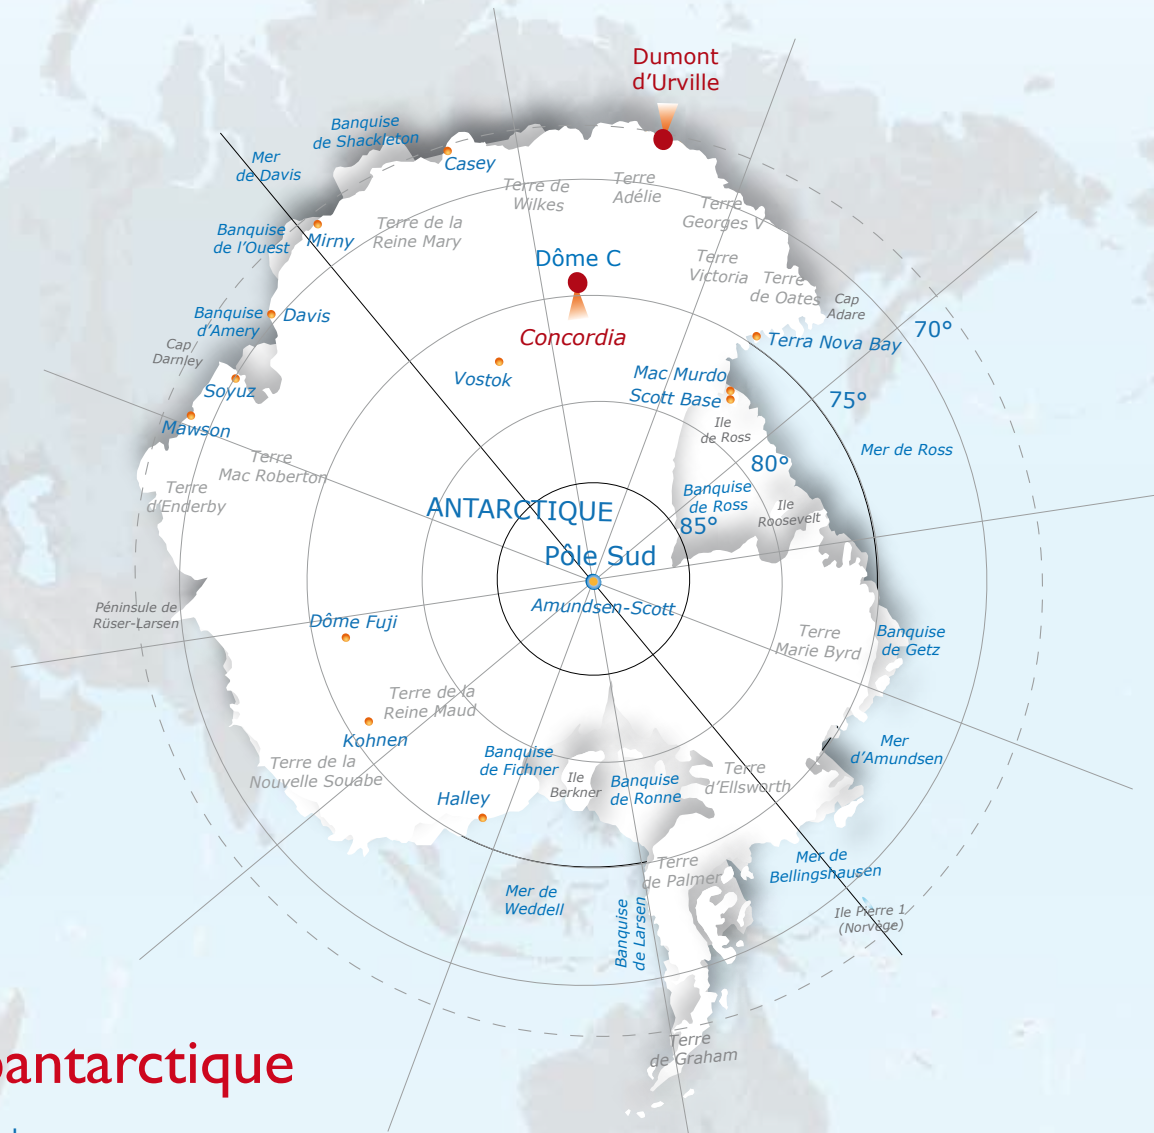 Dumont
d'Urville
Banquise
de Shackleton
Mer
de Davis
Casey
Terre de
Wilkes
Terre
Adélie
Terre
Georges V
Banquise
de l'Ouest
Mirny
Terre de la
Reine Mary
Dôme C
Terre
Victoria
Terre
de Oates
Cap
Adare
Banquise
d'Amery
Davis
Concordia
Terra Nova Bay
70°
Cap
Darnley
Soyuz
Vostok
Mac Murdo
Scott Base
75°
Mawson
Ile
de Ross
Mer de Ross
Terre
Mac Roberton
80°
Terre
d'Enderby
ANTARCTIQUE
Banquise
de Ross
Ile
Roosevelt
85°
Pôle Sud
Amundsen-Scott
Péninsule de
Rüser-Larsen
Dôme Fuji
Terre
Marie Byrd
Banquise
de Getz
Terre de la
Reine Maud
Kohnen
Terre de la
Nouvelle Souabe
Banquise
de Fichner
Ile
Berkner
Banquise
de Ronne
Terre
d'Ellsworth
Mer
d'Amundsen
Halley
Mer de
Bellingshausen
Terre
de Palmer
Mer de
Weddell
Banquise
de Larsen
Ile Pierre 1
(Norvège)
Terre
de Graham
antarctique